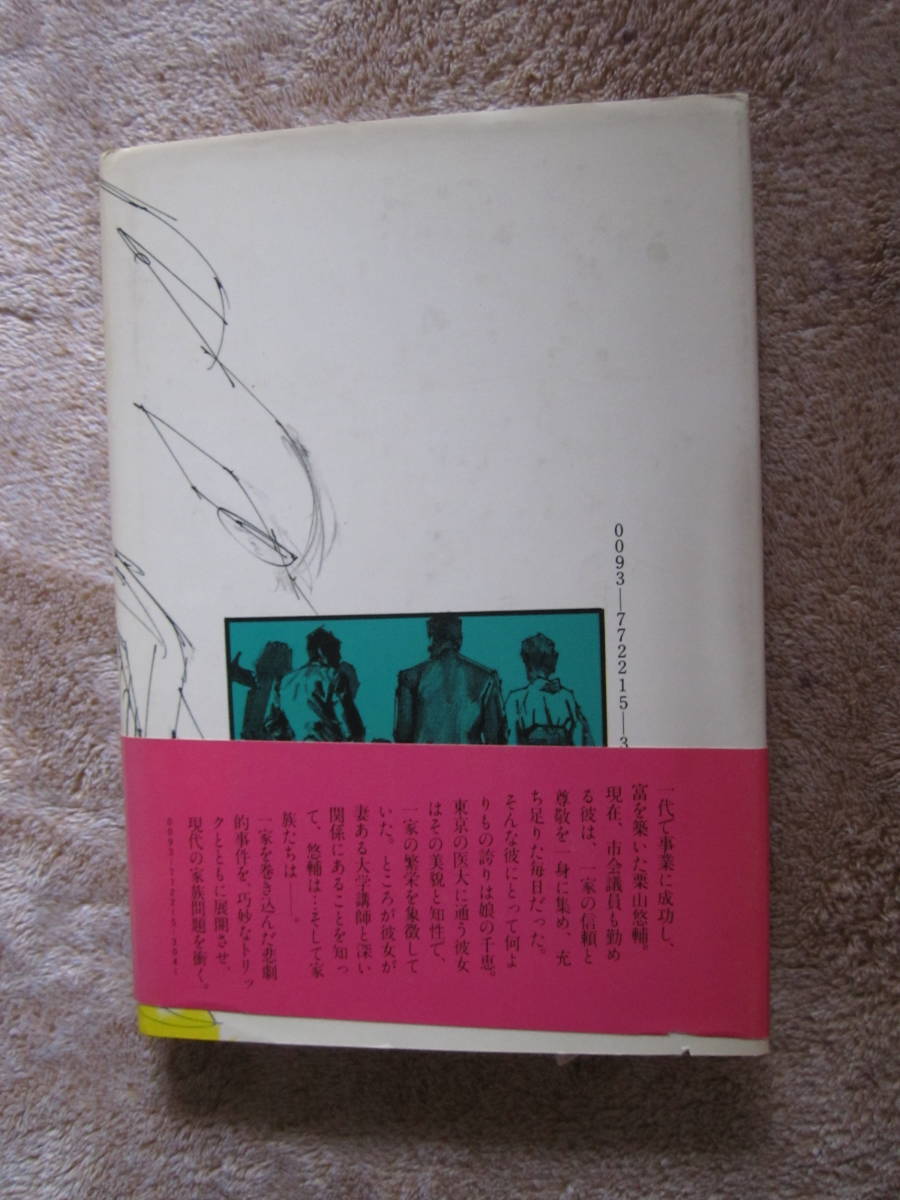 0093―772215―3
一代で事業に成功し、
富を築いた栗山悠輔。
現在、市会議員も勤め
る彼は、一家の信頼と
尊敬を一身に集め、充
ち足りた毎日だった。
そんな彼にとって何よ
りもの誇りは娘の千恵。
東京の医大に通う彼女
はその美貌と知性で、
一家の繁栄を象徴して
いた。ところが彼女が
妻ある大学講師と深い
関係にあることを知っ
て、悠輔は…そして家
族たちは――。
一家を巻き込んだ悲劇
的事件を、巧妙なトリッ
クとともに展開させ、
現代の家族問題を衝く。